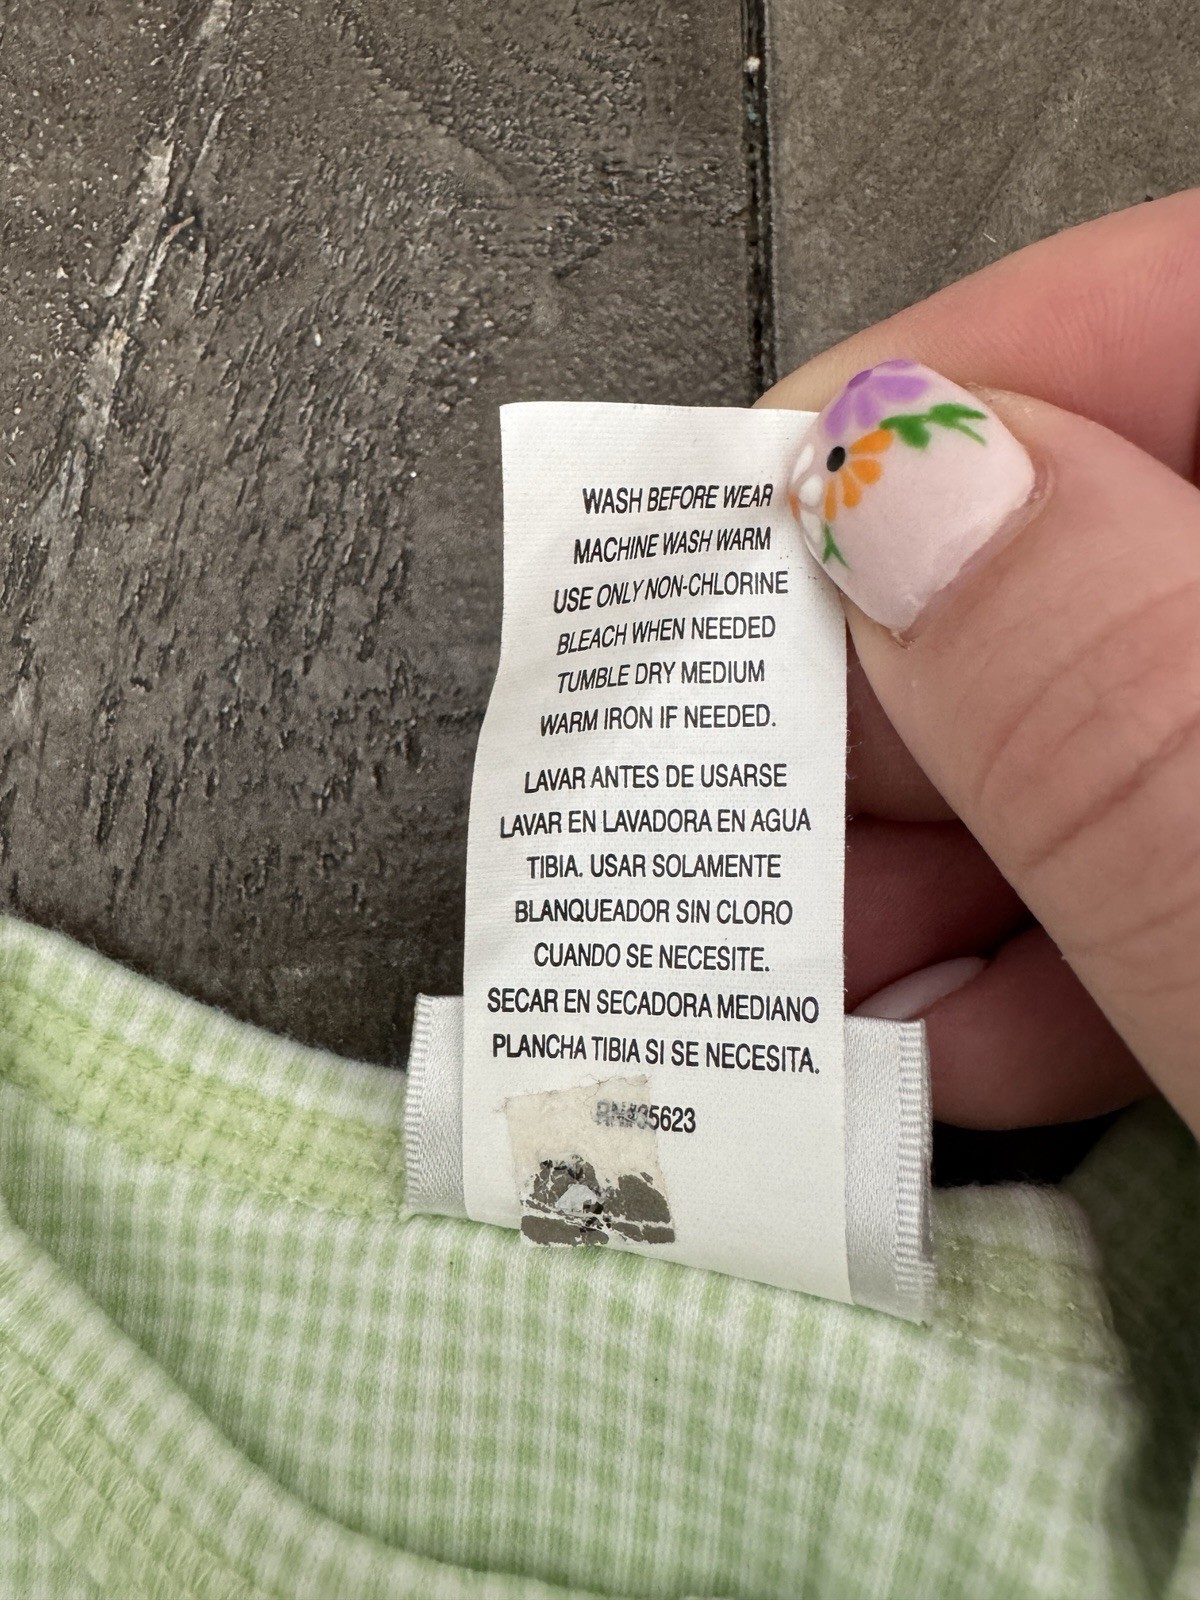 WASH BEFORE WEAR
MACHINE WASH WARM
USE ONLY NON-CHLORINE
BLEACH WHEN NEEDED
TUMBLE DRY MEDIUM
WARM IRON IF NEEDED.
LAVAR ANTES DE USARSE
LAVAR EN LAVADORA EN AGUA
TIBIA. USAR SOLAMENTE
BLANQUEADOR SIN CLORO
CUANDO SE NECESITE.
SECAR EN SECADORA MEDIANO
PLANCHA TIBIA SI SE NECESITA.
RN#35623